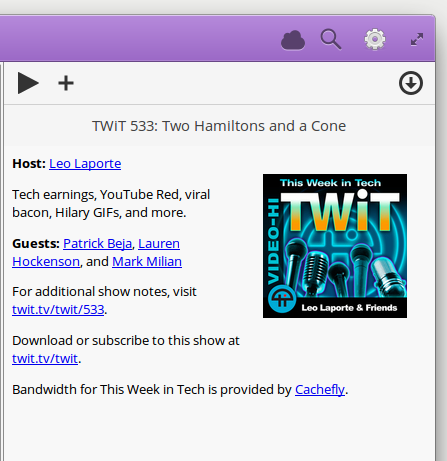 TWiT 533: Two Hamiltons and a Cone
Host: Leo Laporte
Tech earnings, YouTube Red, viral
bacon, Hilary GIFs, and more.
Guests: Patrick Beja, Lauren
Hockenson, and Mark Milian
For additional show notes, visit
twit.tv/twit/533.
Download or subscribe to this show at
twit.tv/twit.
Bandwidth for This Week in Tech is provided by Cachefly.
This Week in Tech
TWiT
VIDEO-HI
Leo Laporte & Friends